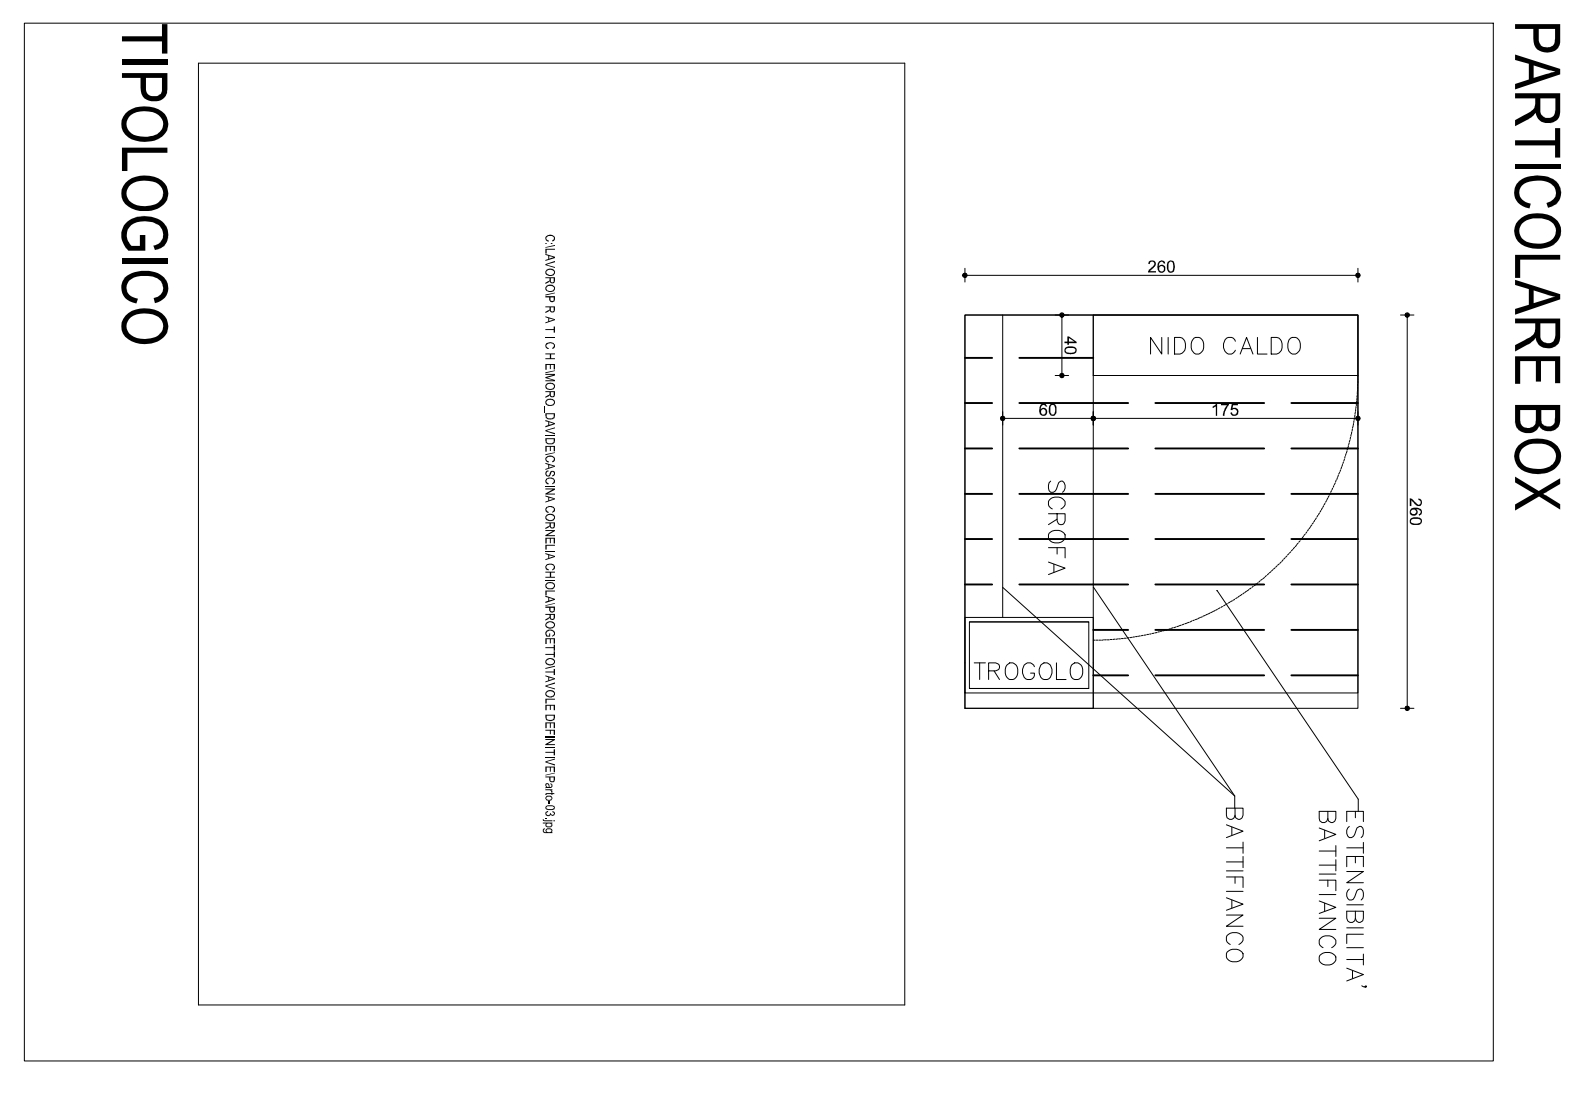 PARTICOLARE BOX
260
260
NIDO CALDO
40
60
175
SCROFA
TROGOLO
ESTENSIBILITA'
BATTIFIANCO
BATTIFIANCO
C:\LAVORO\P R A T I C H E\MORO_DAVIDE\CASCINA CORNELIA CHIOLA\PROGETTO\TAVOLE DEFINITIVE\Parto-03.jpg
TIPOLOGICO